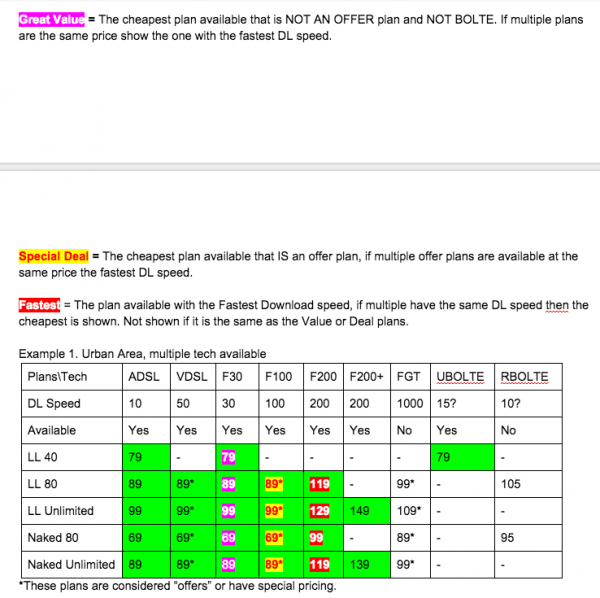 Great Value = The cheapest plan available that is NOT AN OFFER plan and NOT BOLTE. If multiple plans
are the same price show the one with the fastest DL speed.
Special Deal = The cheapest plan available that IS an offer plan, if multiple offer plans are available at the
same price the fastest DL speed.
Fastest = The plan available with the Fastest Download speed, if multiple have the same DL speed then the
cheapest is shown. Not shown if it is the same as the Value or Deal plans.
Example 1. Urban Area, multiple tech available
Plans\Tech ADSL VDSL F30 F100 F200 F200+ FGT UBOLTE RBOLTE
DL Speed 10 50 30 100 200 200 1000 15? 10?
Available Yes Yes Yes Yes Yes Yes No Yes No
LL 40 79 - 79 - - - - 79 -
LL 80 89 89* 89 89* 119 - 99* - 105
LL Unlimited 99 99* 99 99* 129 149 109* - -
Naked 80 69 69* 69 69* 99 - 89* - 95
Naked Unlimited 89 89* 89 89* 119 139 99* - -
*These plans are considered "offers" or have special pricing.